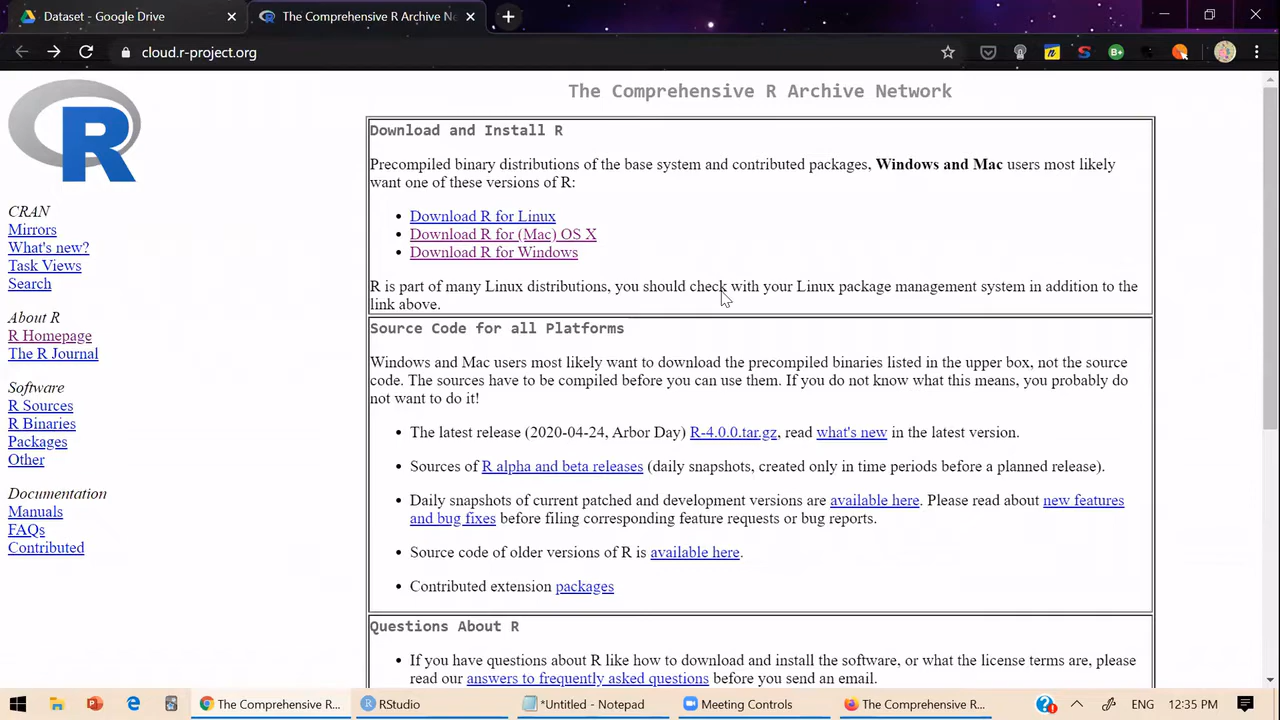 Dataset - Google Drive
The Comprehensive R Archive Ne
cloud.r-project.org
R
CRAN
Mirrors
What's new?
Task Views
Search
About R
R Homepage
The R Journal
Software
R Sources
R Binaries
Packages
Other
Documentation
Manuals
FAQs
Contributed
The Comprehensive R Archive Network
Download and Install R
Precompiled binary distributions of the base system and contributed packages, Windows and Mac users most likely
want one of these versions of R:
• Download R for Linux
• Download R for (Mac) OS X
• Download R for Windows
R is part of many Linux distributions, you should check with your Linux package management system in addition to the
link above.
Source Code for all Platforms
Windows and Mac users most likely want to download the precompiled binaries listed in the upper box, not the source
code. The sources have to be compiled before you can use them. If you do not know what this means, you probably do
not want to do it!
• The latest release (2020-04-24, Arbor Day) R-4.0.0.tar.gz, read what's new in the latest version.
• Sources of R alpha and beta releases (daily snapshots, created only in time periods before a planned release).
• Daily snapshots of current patched and development versions are available here. Please read about new features
and bug fixes before filing corresponding feature requests or bug reports.
• Source code of older versions of R is available here.
• Contributed extension packages
Questions About R
• If you have questions about R like how to download and install the software, or what the license terms are, please
read our answers to frequently asked questions before you send an email.
The Comprehensive R... RStudio *Untitled - Notepad Meeting Controls The Comprehensive R... ENG 12:35 PM